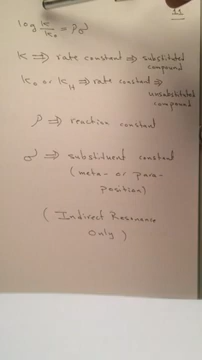 log k/k₀ = ρσ
k ⇒ rate constant ⇒ substituted
compound
k₀ or kH ⇒ rate constant ⇒
unsubstituted
compound
ρ ⇒ reaction constant
σ ⇒ substituent constant
(meta- or para-
position)
( Indirect Resonance
Only )